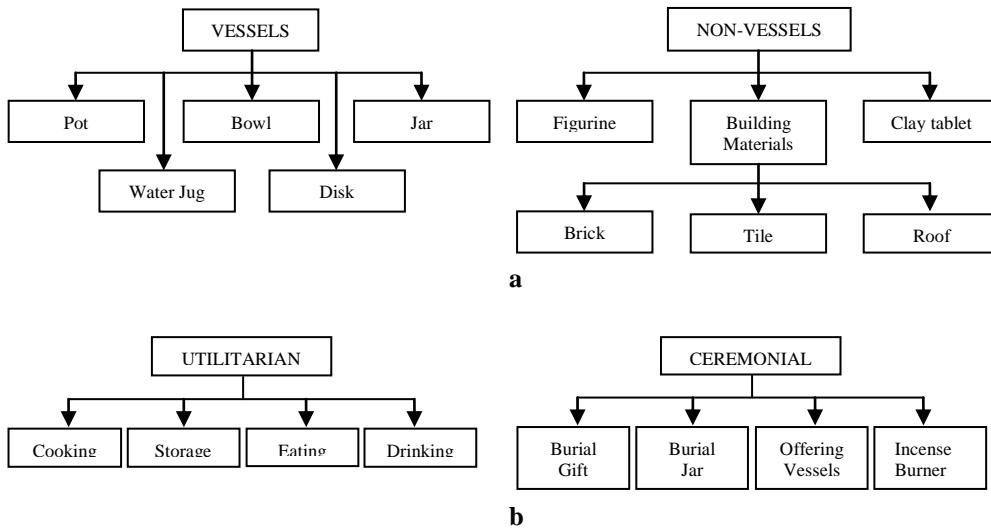 VESSELS
NON-VESSELS
Pot
Bowl
Jar
Figurine
Building
Materials
Clay tablet
Water Jug
Disk
Brick
Tile
Roof
a
UTILITARIAN
CEREMONIAL
Cooking
Storage
Eating
Drinking
Burial
Gift
Burial
Jar
Offering
Vessels
Incense
Burner
b